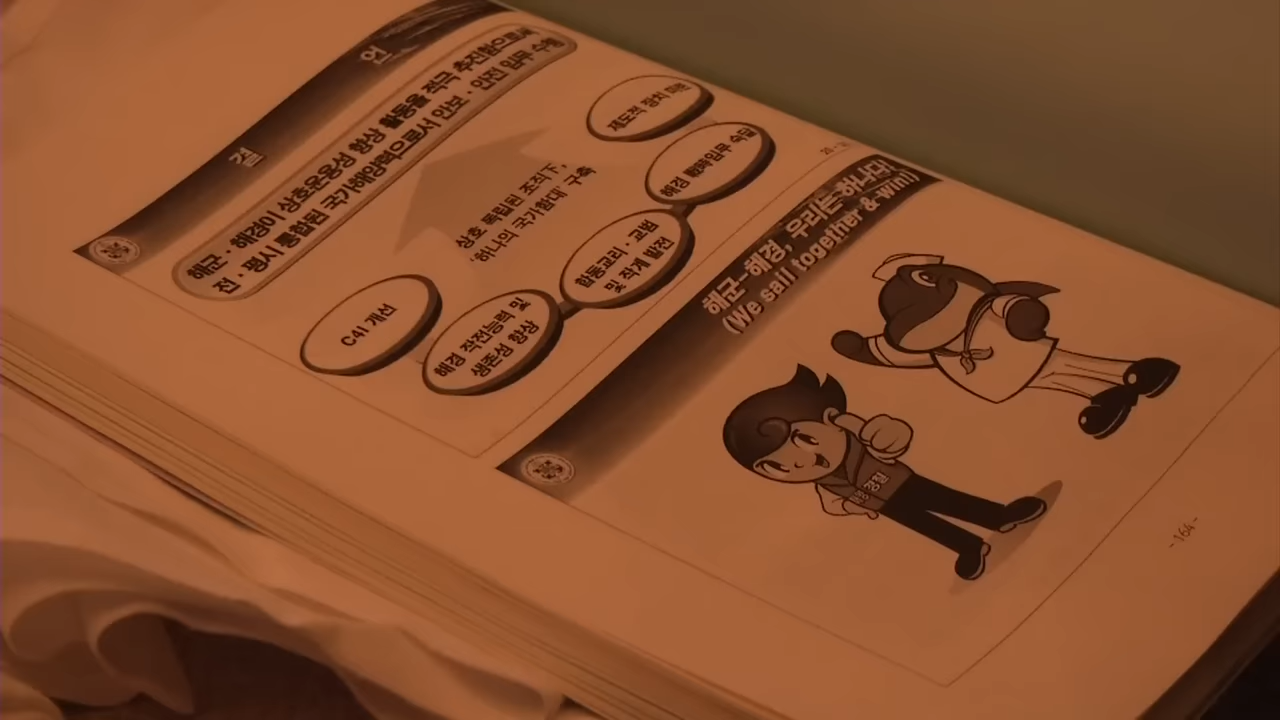 결 언
해군·해경이 상호운용성 향상 활동을 적극 추진함으로써
전·평시 통합된 국가해양력으로서 안보·안전 임무 수행
상호 독립된 조직下,
'하나의 국가함대' 구축
C4I 개선
해경 작전능력 및
생존성 향상
합동교리·교범
및 작계 발전
해경 戰時임무 숙달
제도적 장치 마련
해군-해경, 우리는 하나다!
(We sail together & win!)
해양경찰
- 164 -